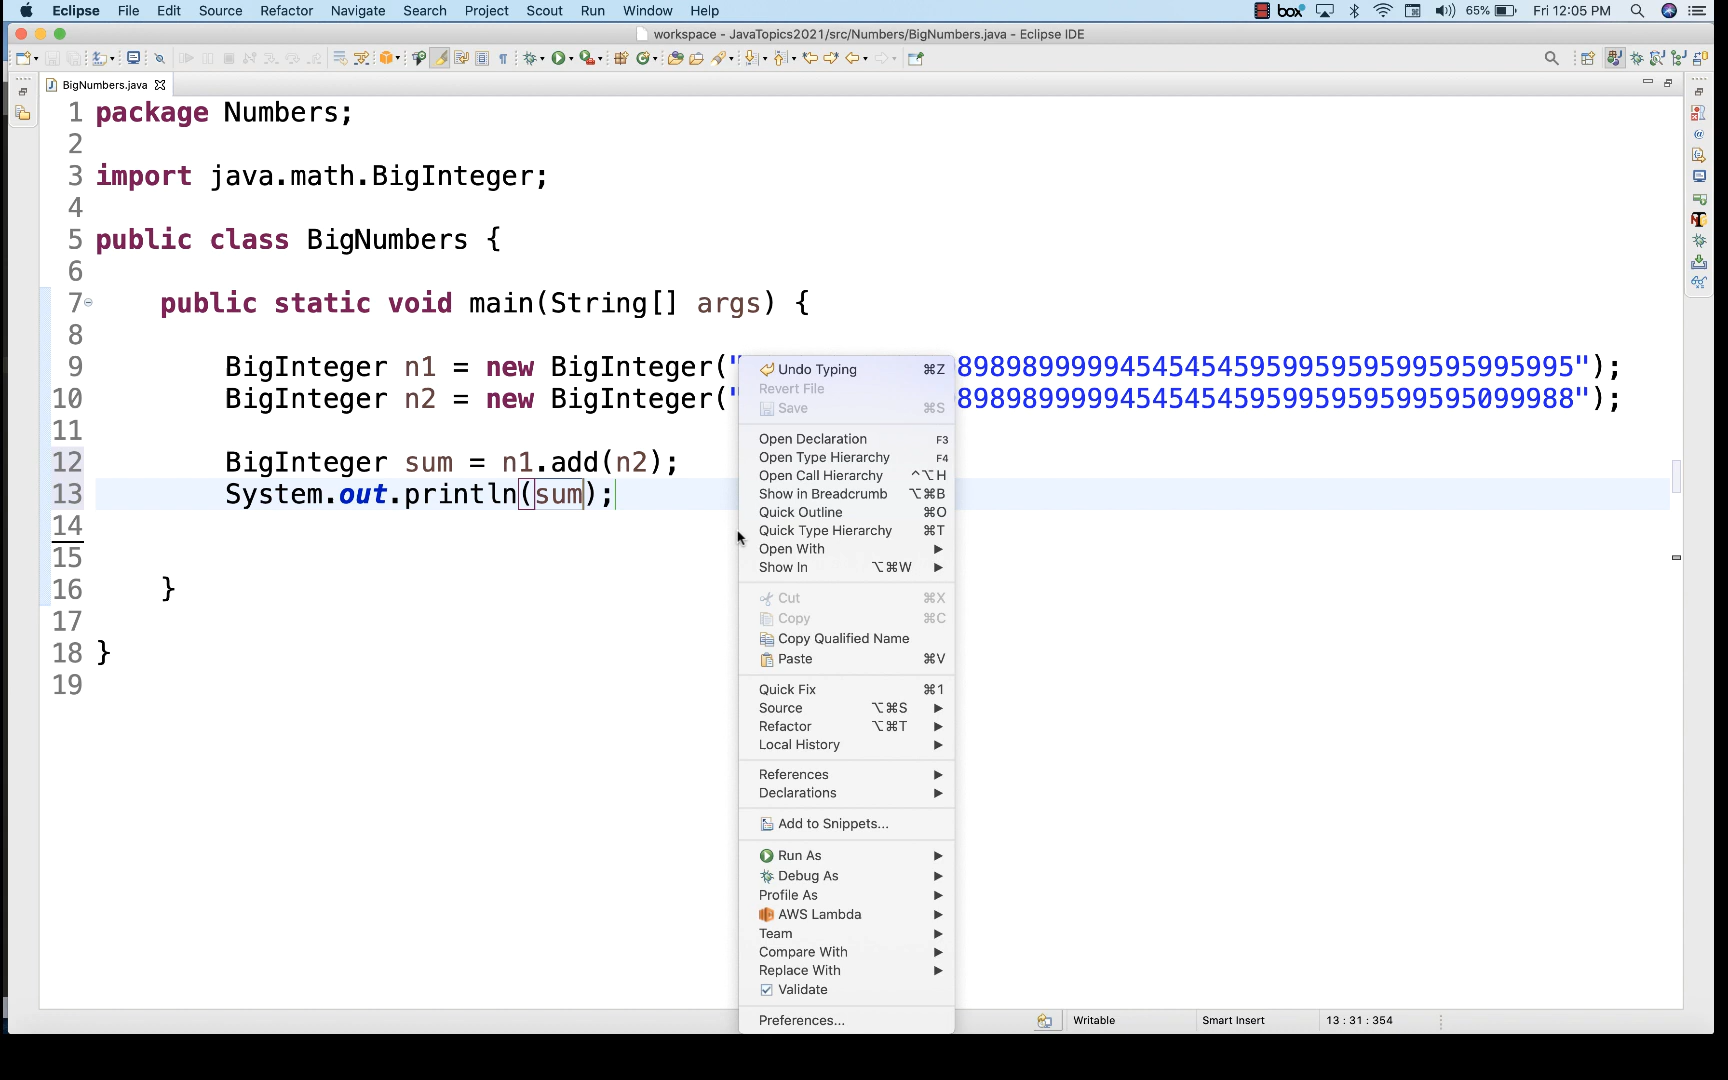 Eclipse File Edit Source Refactor Navigate Search Project Scout Run Window Help box 65% Fri 12:05 PM
workspace - JavaTopics2021/src/Numbers/BigNumbers.java - Eclipse IDE
BigNumbers.java
1 package Numbers;
2
3 import java.math.BigInteger;
4
5 public class BigNumbers {
6
7 public static void main(String[] args) {
8
9 BigInteger n1 = new BigInteger("
10 BigInteger n2 = new BigInteger("
11
12 BigInteger sum = n1.add(n2);
13 System.out.println(sum);
14
15
16 }
17
18 }
19
Undo Typing ⌘Z
Revert File
Save ⌘S
Open Declaration F3
Open Type Hierarchy F4
Open Call Hierarchy ^⌥H
Show in Breadcrumb ⌥⌘B
Quick Outline ⌘O
Quick Type Hierarchy ⌘T
Open With
Show In ⌥⌘W
Cut ⌘X
Copy ⌘C
Copy Qualified Name
Paste ⌘V
Quick Fix ⌘1
Source ⌥⌘S
Refactor ⌥⌘T
Local History
References
Declarations
Add to Snippets...
Run As
Debug As
Profile As
AWS Lambda
Team
Compare With
Replace With
Validate
Preferences...
Writable Smart Insert 13 : 31 : 354